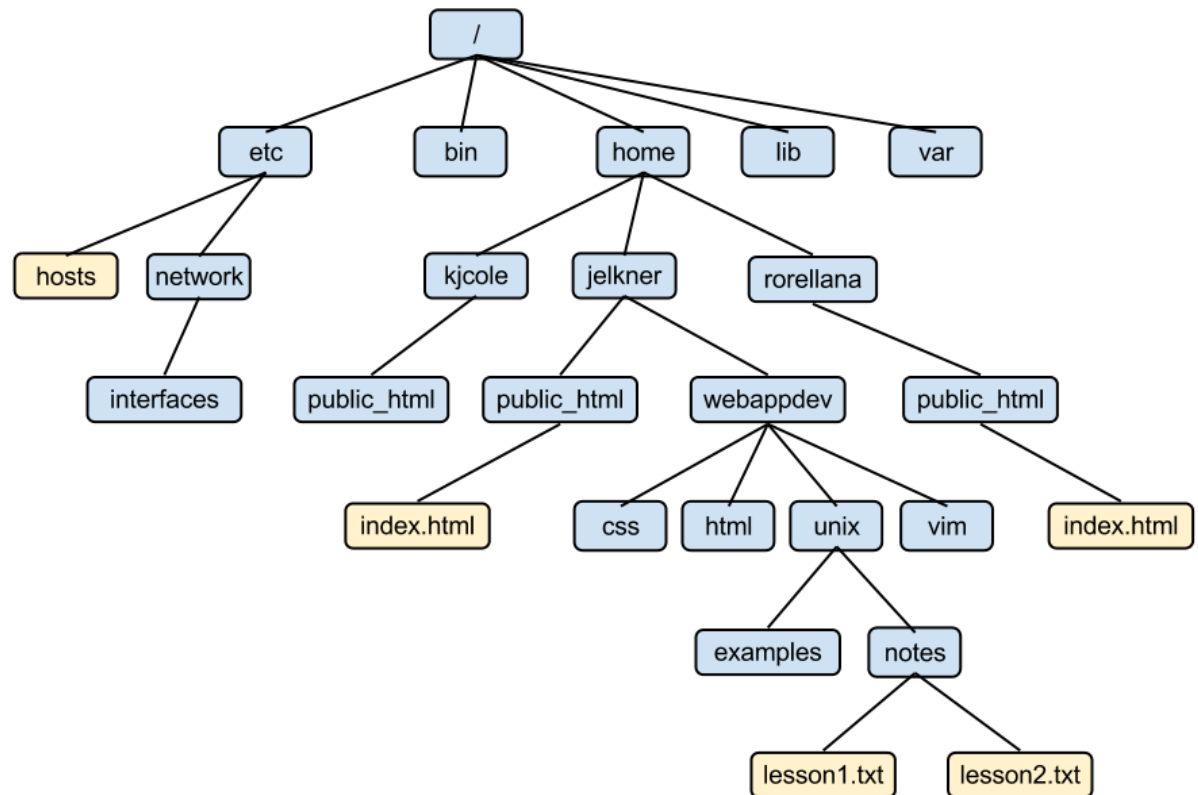 /
etc bin home lib var
hosts network kjcole jelkner rorellana
interfaces public_html public_html webappdev public_html
index.html css html unix vim index.html
examples notes
lesson1.txt lesson2.txt